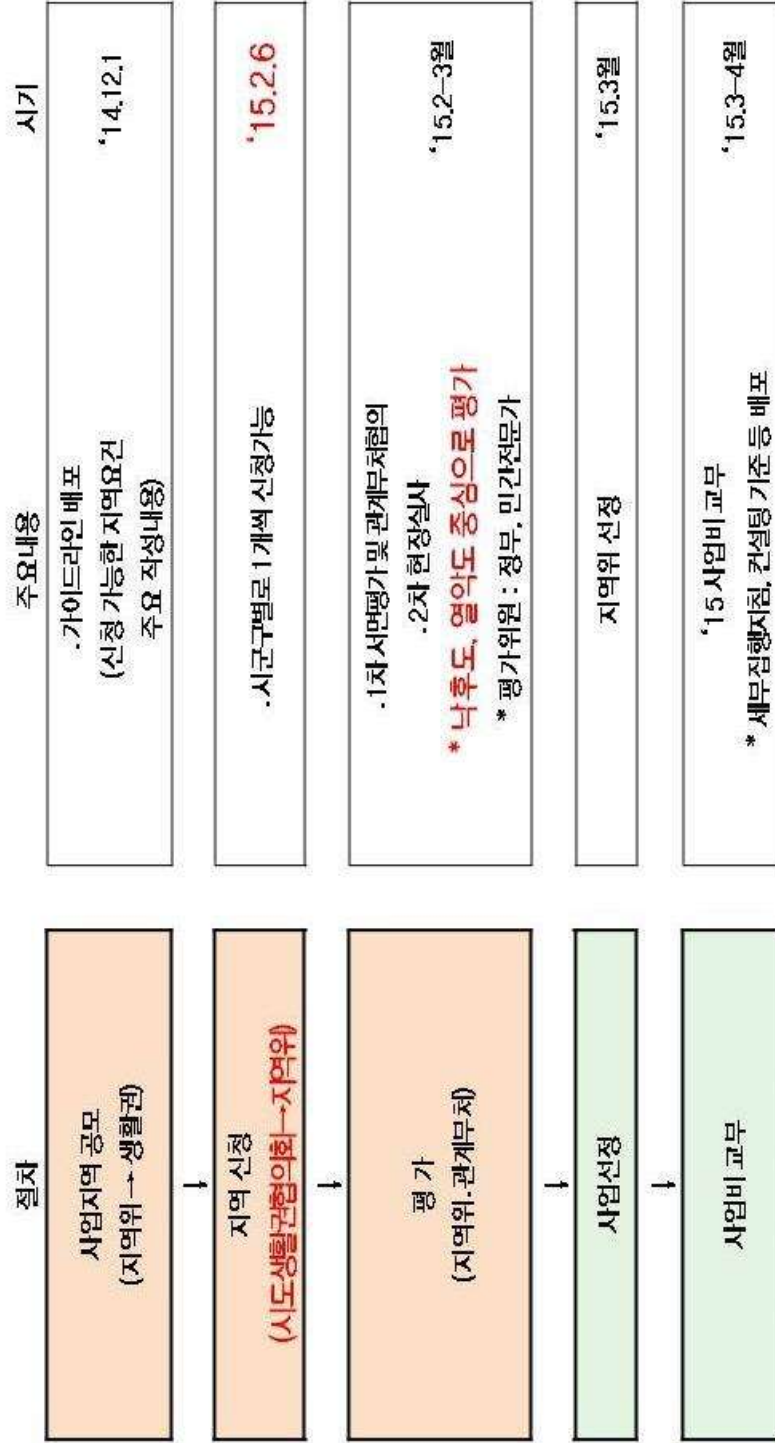 절차
주요내용
시기
사업지역 공모
(지역위 → 생활권)
. 가이드라인 배포
(신청 가능한 지역요건
주요 작성내용)
‘14.12.1
↓
지역 신청
(시도생활권협의회→지역위)
.시군구별로 1개씩 신청가능
‘15.2.6
↓
평 가
(지역위.관계부처)
.1차 서면평가 및 관계부처협의
.2차 현장실사
* 낙후도, 열악도 중심으로 평가
* 평가위원 : 정부, 민간전문가
‘15.2-3월
↓
사업선정
지역위 선정
‘15.3월
↓
사업비 교부
‘15 사업비 교부
* 세부집행지침, 컨설팅 기준 등 배포
‘15.3-4월